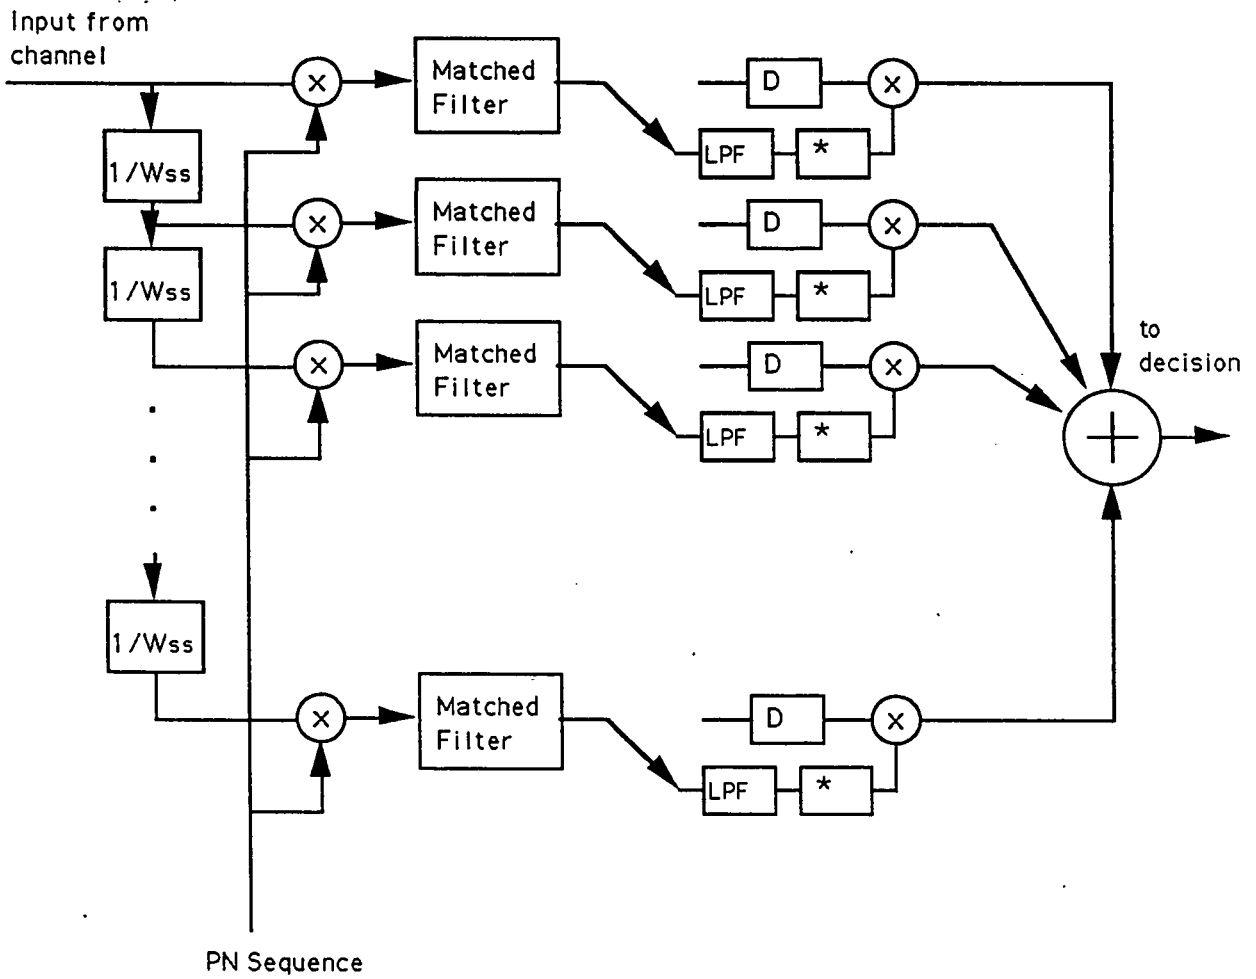 Input from
channel
Matched
Filter
D
LPF
*
1/Wss
Matched
Filter
D
LPF
*
1/Wss
Matched
Filter
D
LPF
*
to
decision
1/Wss
Matched
Filter
D
LPF
*
PN Sequence